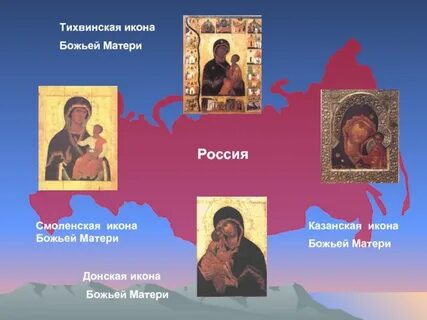 Тихвинская икона
Божьей Матери
Россия
Смоленская икона
Божьей Матери
Казанская икона
Божьей Матери
Донская икона
Божьей Матери